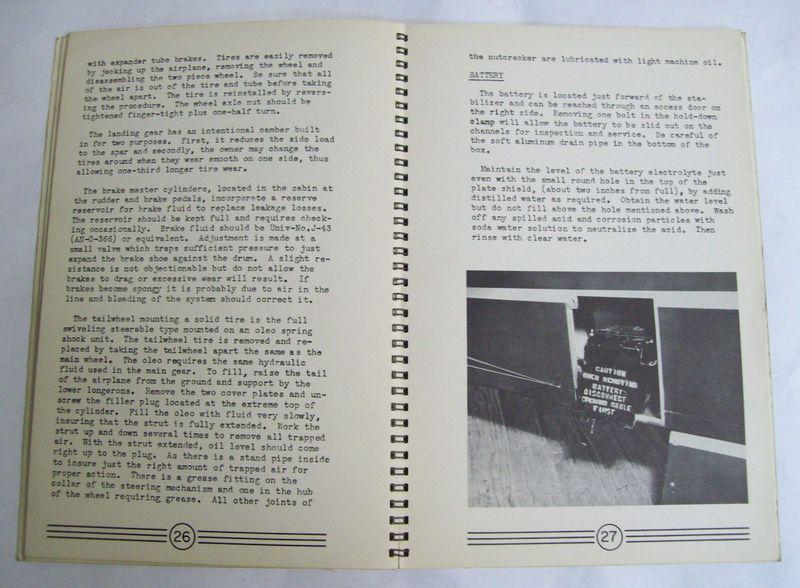 with expander tube brakes. Tires are easily removed
by jacking up the airplane, removing the wheel and
disassembling the two piece wheel. Be sure that all
of the air is out of the tire and tube before taking
the wheel apart. The tire is reinstalled by revers-
ing the procedure. The wheel axle nut should be
tightened finger-tight plus one-half turn.
The landing gear has an intentional camber built
in for two purposes. First, it reduces the side load
to the spar and secondly, the owner may change the
tires around when they wear smooth on one side, thus
allowing one-third longer tire wear.
The brake master cylinders, located in the cabin at
the rudder and brake pedals, incorporate a reserve
reservoir for brake fluid to replace leakage losses.
The reservoir should be kept full and requires check-
ing occasionally. Brake fluid should be Univ-No.J-43
(AN-O-366) or equivalent. Adjustment is made at a
small valve which traps sufficient pressure to just
expand the brake shoe against the drum. A slight re-
sistance is not objectionable but do not allow the
brakes to drag or excessive wear will result. If
brakes become spongy it is probably due to air in the
line and bleading of the system should correct it.
The tailwheel mounting a solid tire is the full
swiveling steerable type mounted on an oleo spring
shock unit. The tailwheel tire is removed and re-
placed by taking the tailwheel apart the same as the
main wheel. The oleo requires the same hydraulic
fluid used in the main gear. To fill, raise the tail
of the airplane from the ground and support by the
lower longerons. Remove the two cover plates and un-
screw the filler plug located at the extreme top of
the cylinder. Fill the oleo with fluid very slowly,
insuring that the strut is fully extended. Work the
strut up and down several times to remove all trapped
air. With the strut extended, oil level should come
right up to the plug. As there is a stand pipe inside
to insure just the right amount of trapped air for
proper action. There is a grease fitting on the
collar of the steering mechanism and one in the hub
of the wheel requiring grease. All other joints of
26
the nutcracker are lubricated with light machine oil.
BATTERY
The battery is located just forward of the sta-
bilizer and can be reached through an access door on
the right side. Removing one bolt in the hold-down
clamp will allow the battery to be slid out on the
channels for inspection and service. Be careful of
the soft aluminum drain pipe in the bottom of the
box.
Maintain the level of the battery electrolyte just
even with the small round hole in the top of the
plate shield, (about two inches from full), by adding
distilled water as required. Obtain the water level
but do not fill above the hole mentioned above. Wash
off any spilled acid and corrosion particles with
soda water solution to neutralize the acid. Then
rinse with clear water.
CAUTION
WHEN REMOVING
BATTERY-
DISCONNECT
GROUND CABLE
FIRST
27